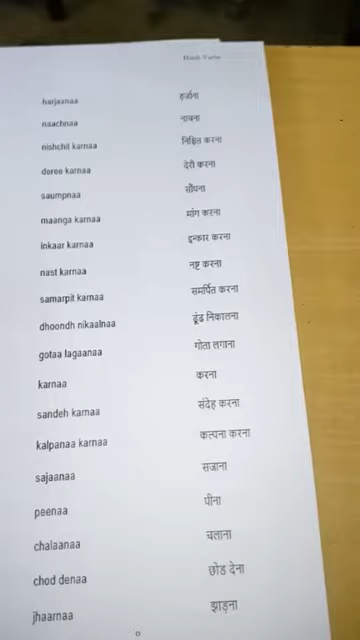 Hindi Verbs
harjaanaa हर्जाना
naachnaa नाचना
nishchit karnaa निश्चित करना
deree karnaa देरी करना
saumpnaa सौंपना
maanga karnaa मांग करना
inkaar karnaa इन्कार करना
nast karnaa नष्ट करना
samarpit karnaa समर्पित करना
dhoondh nikaalnaa ढूंढ निकालना
gotaa lagaanaa गोता लगाना
karnaa करना
sandeh karnaa संदेह करना
kalpanaa karnaa कल्पना करना
sajaanaa सजाना
peenaa पीना
chalaanaa चलाना
chod denaa छोड देना
jhaarnaa झाड़ना